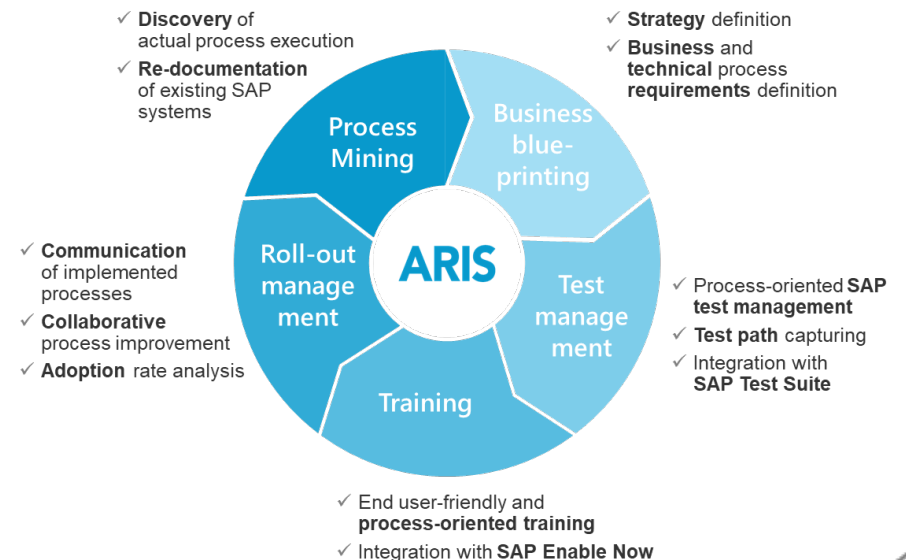 Discovery of
actual process execution
Re-documentation
of existing SAP
systems
Strategy definition
Business and
technical process
requirements definition
Process
Mining
Business
blue-
printing
Communication
of implemented
processes
Collaborative
process improvement
Adoption rate analysis
Roll-out
manage
ment
ARIS
Test
manage
ment
Process-oriented SAP
test management
Test path capturing
Integration with
SAP Test Suite
Training
End user-friendly and
process-oriented training
Integration with SAP Enable Now